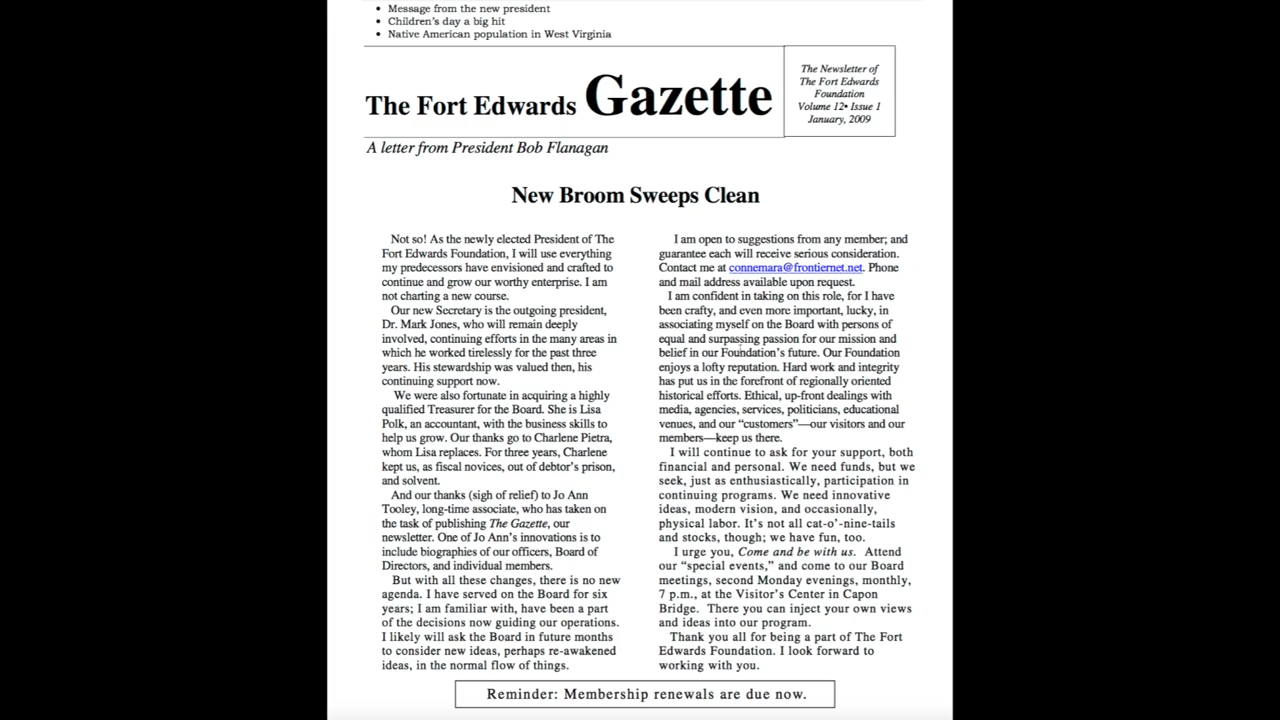 • Message from the new president
• Children's day a big hit
• Native American population in West Virginia
The Fort Edwards Gazette
The Newsletter of
The Fort Edwards
Foundation
Volume 12• Issue 1
January, 2009
A letter from President Bob Flanagan
New Broom Sweeps Clean
Not so! As the newly elected President of The
Fort Edwards Foundation, I will use everything
my predecessors have envisioned and crafted to
continue and grow our worthy enterprise. I am
not charting a new course.
Our new Secretary is the outgoing president,
Dr. Mark Jones, who will remain deeply
involved, continuing efforts in the many areas in
which he worked tirelessly for the past three
years. His stewardship was valued then, his
continuing support now.
We were also fortunate in acquiring a highly
qualified Treasurer for the Board. She is Lisa
Polk, an accountant, with the business skills to
help us grow. Our thanks go to Charlene Pietra,
whom Lisa replaces. For three years, Charlene
kept us, as fiscal novices, out of debtor's prison,
and solvent.
And our thanks (sigh of relief) to Jo Ann
Tooley, long-time associate, who has taken on
the task of publishing The Gazette, our
newsletter. One of Jo Ann's innovations is to
include biographies of our officers, Board of
Directors, and individual members.
But with all these changes, there is no new
agenda. I have served on the Board for six
years; I am familiar with, have been a part
of the decisions now guiding our operations.
I likely will ask the Board in future months
to consider new ideas, perhaps re-awakened
ideas, in the normal flow of things.
I am open to suggestions from any member; and
guarantee each will receive serious consideration.
Contact me at connemara@frontiernet.net. Phone
and mail address available upon request.
I am confident in taking on this role, for I have
been crafty, and even more important, lucky, in
associating myself on the Board with persons of
equal and surpassing passion for our mission and
belief in our Foundation's future. Our Foundation
enjoys a lofty reputation. Hard work and integrity
has put us in the forefront of regionally oriented
historical efforts. Ethical, up-front dealings with
media, agencies, services, politicians, educational
venues, and our “customers”—our visitors and our
members—keep us there.
I will continue to ask for your support, both
financial and personal. We need funds, but we
seek, just as enthusiastically, participation in
continuing programs. We need innovative
ideas, modern vision, and occasionally,
physical labor. It's not all cat-o'-nine-tails
and stocks, though; we have fun, too.
I urge you, Come and be with us. Attend
our “special events,” and come to our Board
meetings, second Monday evenings, monthly,
7 p.m., at the Visitor's Center in Capon
Bridge. There you can inject your own views
and ideas into our program.
Thank you all for being a part of The Fort
Edwards Foundation. I look forward to
working with you.
Reminder: Membership renewals are due now.